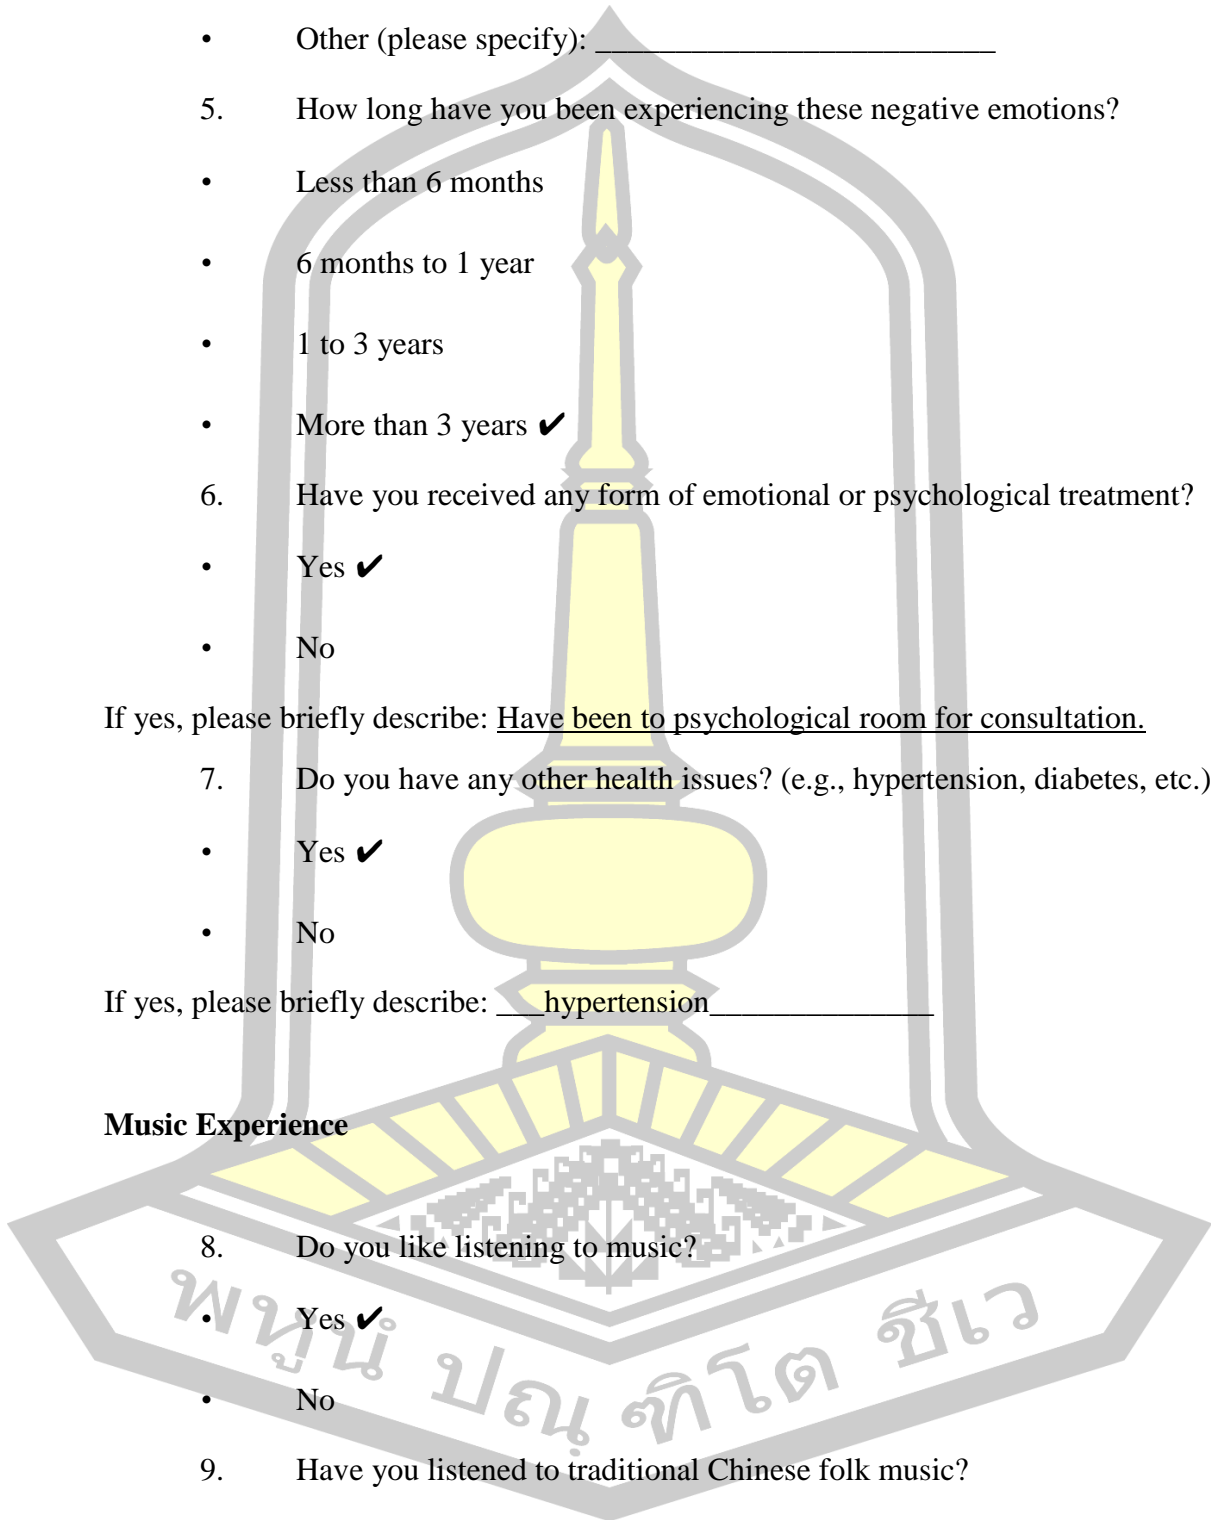 • Other (please specify): _________________________
5. How long have you been experiencing these negative emotions?
• Less than 6 months
• 6 months to 1 year
• 1 to 3 years
• More than 3 years ✔
6. Have you received any form of emotional or psychological treatment?
• Yes ✔
• No
If yes, please briefly describe: Have been to psychological room for consultation.
7. Do you have any other health issues? (e.g., hypertension, diabetes, etc.)
• Yes ✔
• No
If yes, please briefly describe: ___hypertension______________
Music Experience
8. Do you like listening to music?
• Yes ✔
• No
9. Have you listened to traditional Chinese folk music?
พหูนํ ปณฺฑิโต ชีเว